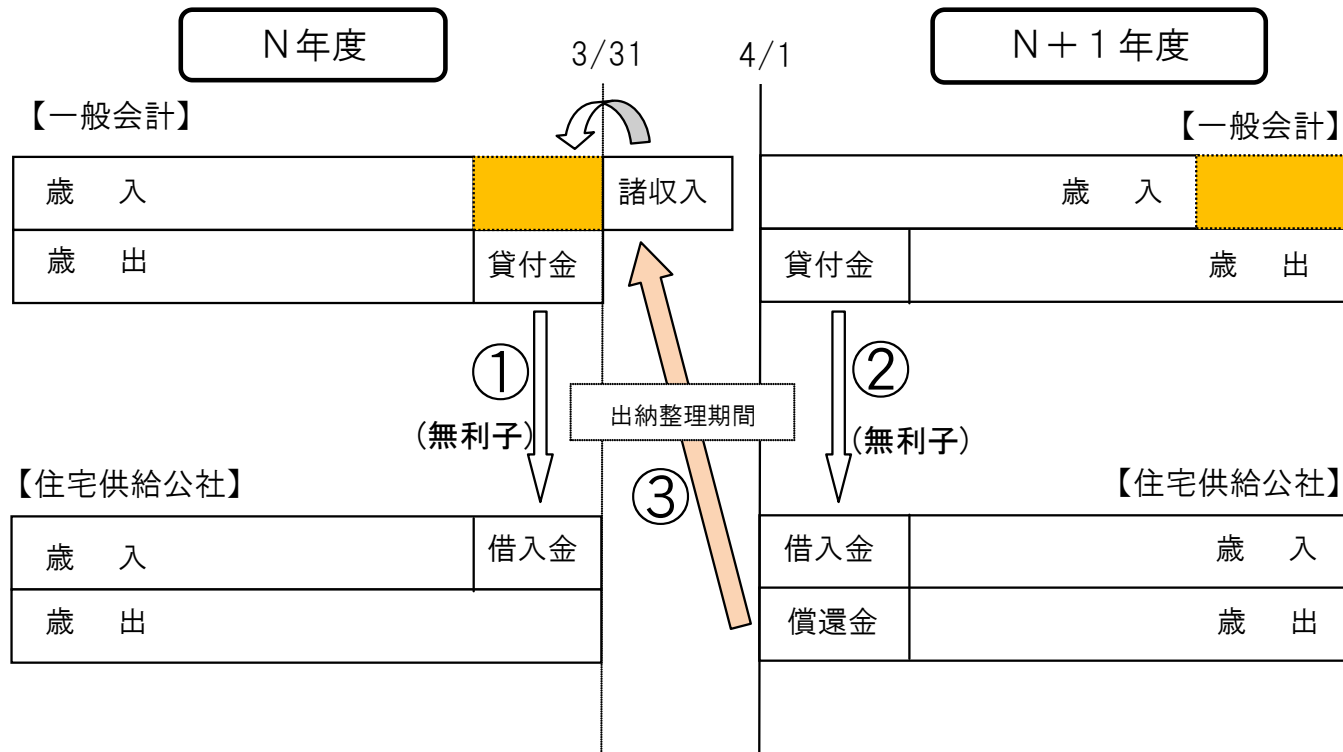 N年度
3/31
4/1
N+1年度
【一般会計】
【一般会計】
歳 入
諸収入
歳 入
歳 出
貸付金
貸付金
歳 出
①
②
(無利子)
出納整理期間
(無利子)
③
【住宅供給公社】
【住宅供給公社】
歳 入
借入金
借入金
歳 入
歳 出
償還金
歳 出